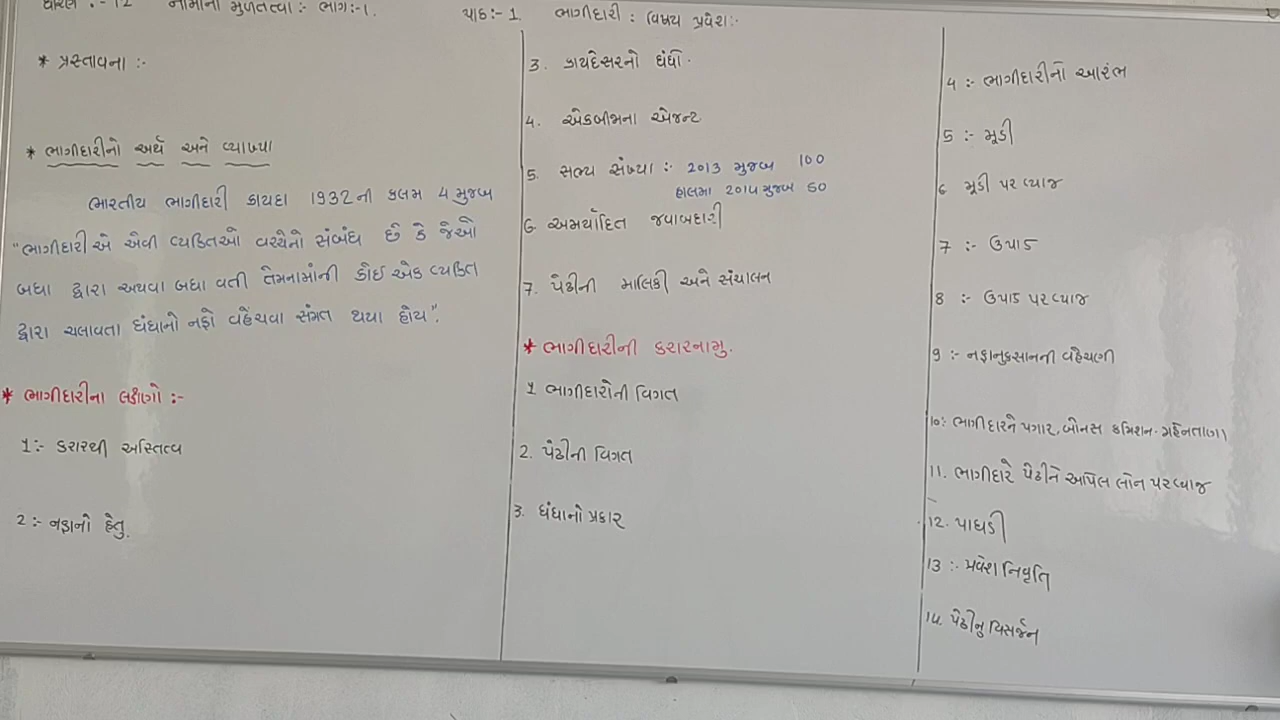 ધોરણ :- 12 નામાના મુળતત્વો :- ભાગ:-1. પાઠ:- 1 ભાગીદારી : વિષય પ્રવેશ:-
* પ્રસ્તાવના :-
* ભાગીદારીનો અર્થ અને વ્યાખ્યા
ભારતીય ભાગીદારી કાયદા 1932ની કલમ 4 મુજબ
"ભાગીદારી એ એવી વ્યકિતઓ વચ્ચેનો સંબંધ છે કે જેઓ
બધા દ્વારા અથવા બધા વતી તેમનામાંની કોઈ એક વ્યકિત
દ્વારા ચલાવતા ધંધાનો નફો વહેંચવા સંમત થયા હોય".
* ભાગીદારીના લક્ષણો :-
1:- કરારથી અસ્તિત્વ
2:- નફાનો હેતુ.
3. કાયદેસરનો ધંધો.
4. એકબીજાના એજન્ટ
5. સભ્ય સંખ્યા :- 2013 મુજબ 100
હાલમા 2014 મુજબ 50
6 અમર્યાદિત જવાબદારી
7. પેઢીની માલિકી અને સંચાલન
* ભાગીદારીની કરારનામુ.
1 ભાગીદારોની વિગત
2. પેઢીની વિગત
3. ધંધાનો પ્રકાર
4 :- ભાગીદારીનો આરંભ
5 :- મૂડી
6 મૂડી પર વ્યાજ
7 :- ઉપાડ
8 :- ઉપાડ પર વ્યાજ
9 :- નફાનુકસાનની વહેચણી
10:- ભાગીદારને પગાર, બોનસ કમિશન. મહેનતાણા
11. ભાગીદારે પેઢીને આપેલ લોન પર વ્યાજ
12. પાઘડી
13 :- પ્રવેશ નિવૃતિ
14. પેઢીનુ વિસર્જન